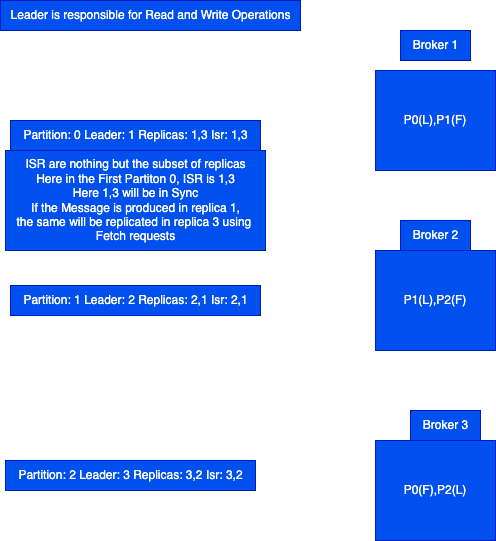 Leader is responsible for Read and Write Operations
Broker 1
P0(L),P1(F)
Partition: 0 Leader: 1 Replicas: 1,3 Isr: 1,3
ISR are nothing but the subset of replicas
Here in the First Partiton 0, ISR is 1,3
Here 1,3 will be in Sync
If the Message is produced in replica 1,
the same will be replicated in replica 3 using
Fetch requests
Broker 2
P1(L),P2(F)
Partition: 1 Leader: 2 Replicas: 2,1 Isr: 2,1
Broker 3
Partition: 2 Leader: 3 Replicas: 3,2 Isr: 3,2
P0(F),P2(L)